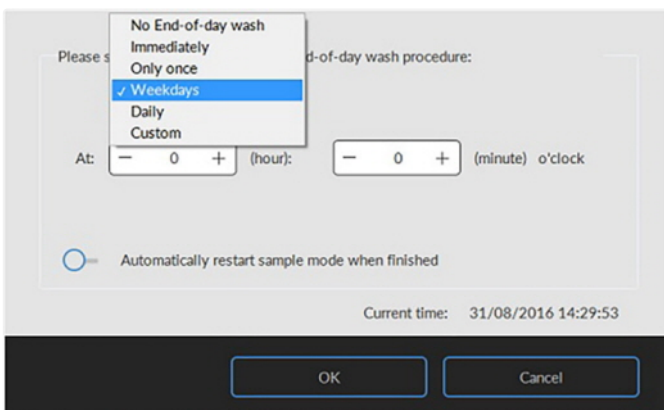 No End-of-day wash
Immediately
Please s
Only once
d-of-day wash procedure:
✓ Weekdays
Daily
Custom
At: − 0 + (hour): − 0 + (minute) o'clock
Automatically restart sample mode when finished
Current time: 31/08/2016 14:29:53
OK Cancel